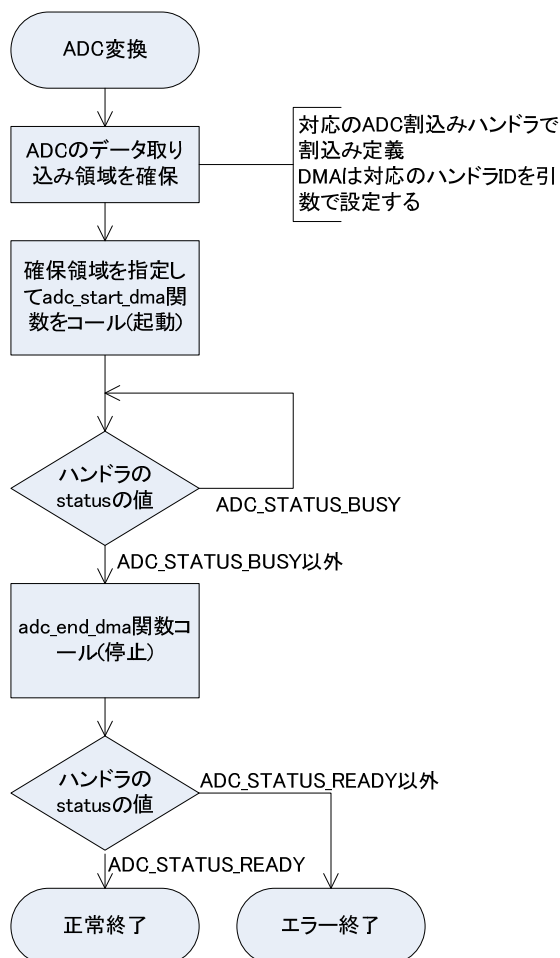 ADC変換
ADCのデータ取り
込み領域を確保
対応のADC割込みハンドラで
割込み定義
DMAは対応のハンドラIDを引
数で設定する
確保領域を指定し
てadc_start_dma関
数をコール(起動)
ハンドラの
statusの値
ADC_STATUS_BUSY
ADC_STATUS_BUSY以外
adc_end_dma関数コ
ール(停止)
ハンドラの
statusの値
ADC_STATUS_READY以外
ADC_STATUS_READY
正常終了
エラー終了